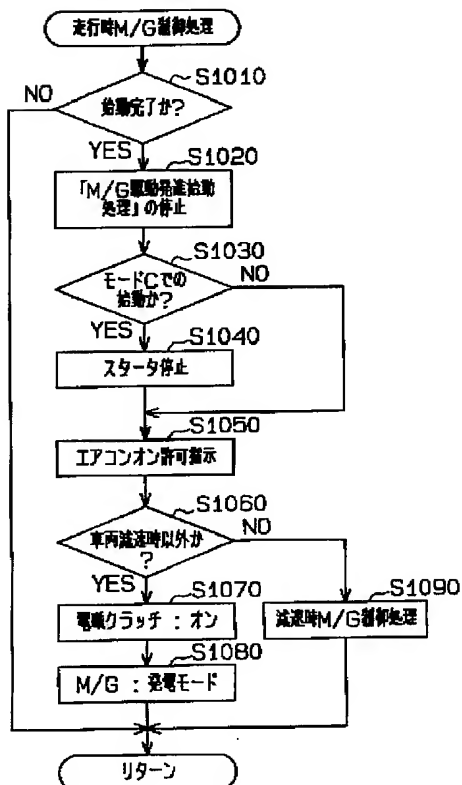 走行時M/G制御処理
S1010
NO
始動完了か?
YES
S1020
「M/G駆動発進始動
処理」の停止
S1030
モードCでの
始動か?
NO
YES
S1040
スタータ停止
S1050
エアコンオン許可指示
S1060
車両減速時以外か
?
NO
YES
S1070
S1090
電磁クラッチ:オン
減速時M/G制御処理
S1080
M/G:発電モード
リターン